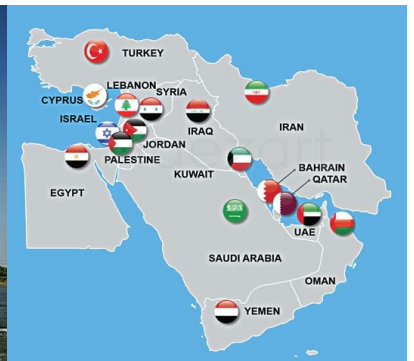 TURKEY
LEBANON
SYRIA
CYPRUS
ISRAEL
IRAQ
IRAN
JORDAN
PALESTINE
KUWAIT
BAHRAIN
QATAR
EGYPT
UAE
SAUDI ARABIA
OMAN
YEMEN